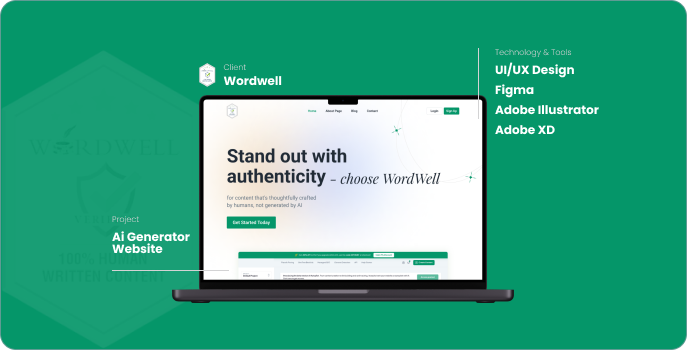 Client
Wordwell
Technology & Tools
UI/UX Design
Figma
Adobe Illustrator
Adobe XD
Home About Page Blog Contact Login Sign Up
Stand out with
authenticity - choose WordWell
for content that's thoughtfully crafted
by humans, not generated by AI
Get Started Today
WORDWELL
100% HUMAN
WRITTEN CONTENT
Project
Ai Generator
Website